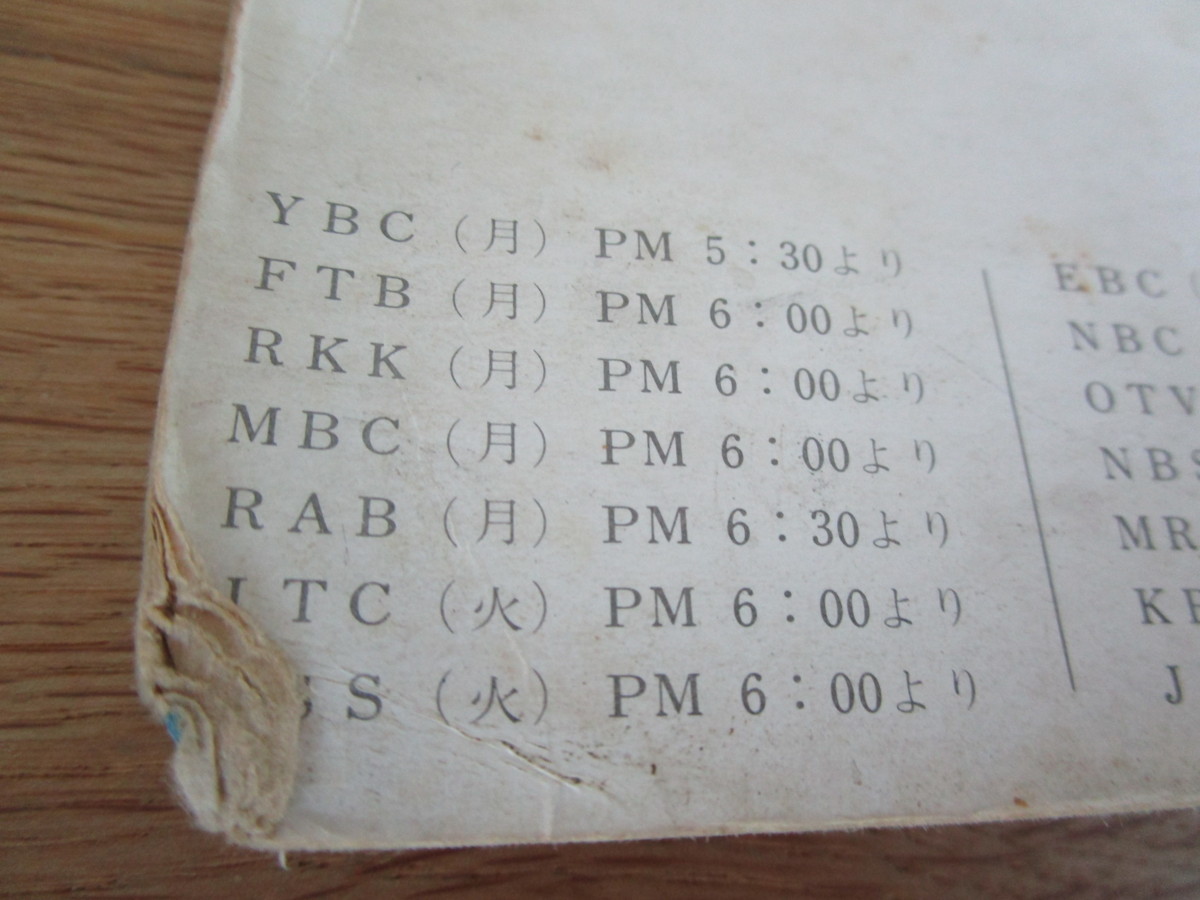 YBC（月） PM 5：30より
FTB（月） PM 6：00より
RKK（月） PM 6：00より
MBC（月） PM 6：00より
RAB（月） PM 6：30より
TC（火） PM 6：00より
S（火） PM 6：00より
EBC（
NBC
OTV
NBS
MR
K
J